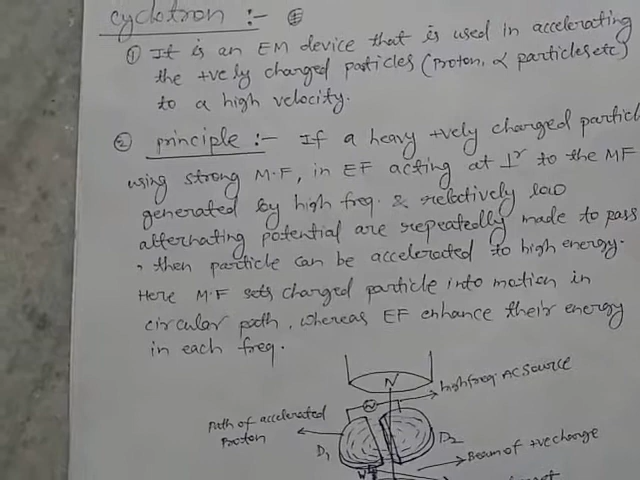 cyclotron :-
① It is an EM device that is used in accelerating
the +vely charged particles (proton, α particles etc)
to a high velocity.
② principle :- If a heavy +vely charged particl
using strong M.F, in EF acting at ⊥r to the MF
generated by high freq. & relatively low
alternating potential are repeatedly made to pass
, then particle can be accelerated to high energy.
Here M.F sets charged particle into motion in
circular path, whereas EF enhance their energy
in each freq.
N
high freq. AC source
path of accelerated
proton
D1
D2
Beam of +ve charge
W